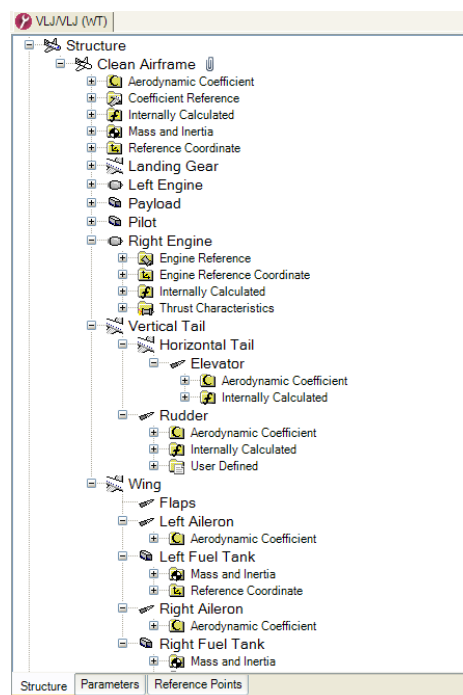 VLJ/VLJ (WT)
Structure
Clean Airframe
Aerodynamic Coefficient
Coefficient Reference
Internally Calculated
Mass and Inertia
Reference Coordinate
Landing Gear
Left Engine
Payload
Pilot
Right Engine
Engine Reference
Engine Reference Coordinate
Internally Calculated
Thrust Characteristics
Vertical Tail
Horizontal Tail
Elevator
Aerodynamic Coefficient
Internally Calculated
Rudder
Aerodynamic Coefficient
Internally Calculated
User Defined
Wing
Flaps
Left Aileron
Aerodynamic Coefficient
Left Fuel Tank
Mass and Inertia
Reference Coordinate
Right Aileron
Aerodynamic Coefficient
Right Fuel Tank
Mass and Inertia
Structure Parameters Reference Points